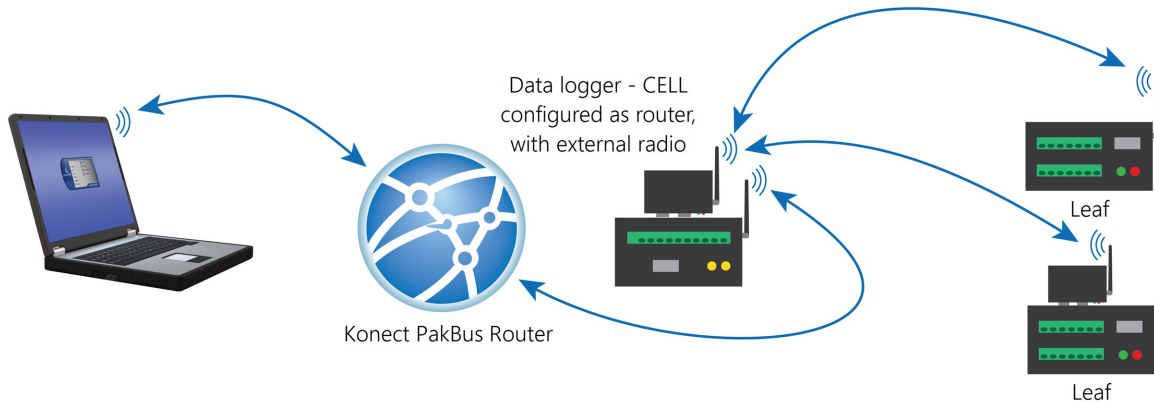 Data logger - CELL
configured as router,
with external radio
Konect PakBus Router
Leaf
Leaf